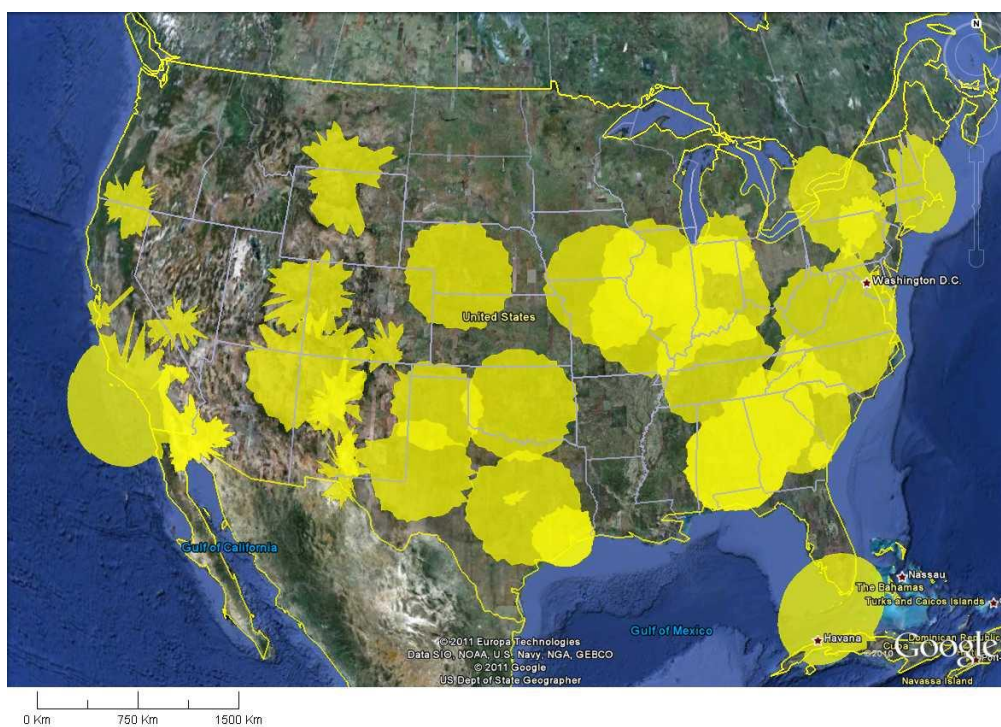 N
Washington D.C.
United States
Gulf of California
Nassau
The Bahamas
Turks and Caicos Islands
Gulf of Mexico
Havana
Dominican Republic
Cuba
© 2011 Europa Technologies
Data SIO, NOAA, U.S. Navy, NGA, GEBCO
© 2011 Google
US Dept of State Geographer
©2010
Google
Port-
Navassa Island
0 Km 750 Km 1500 Km